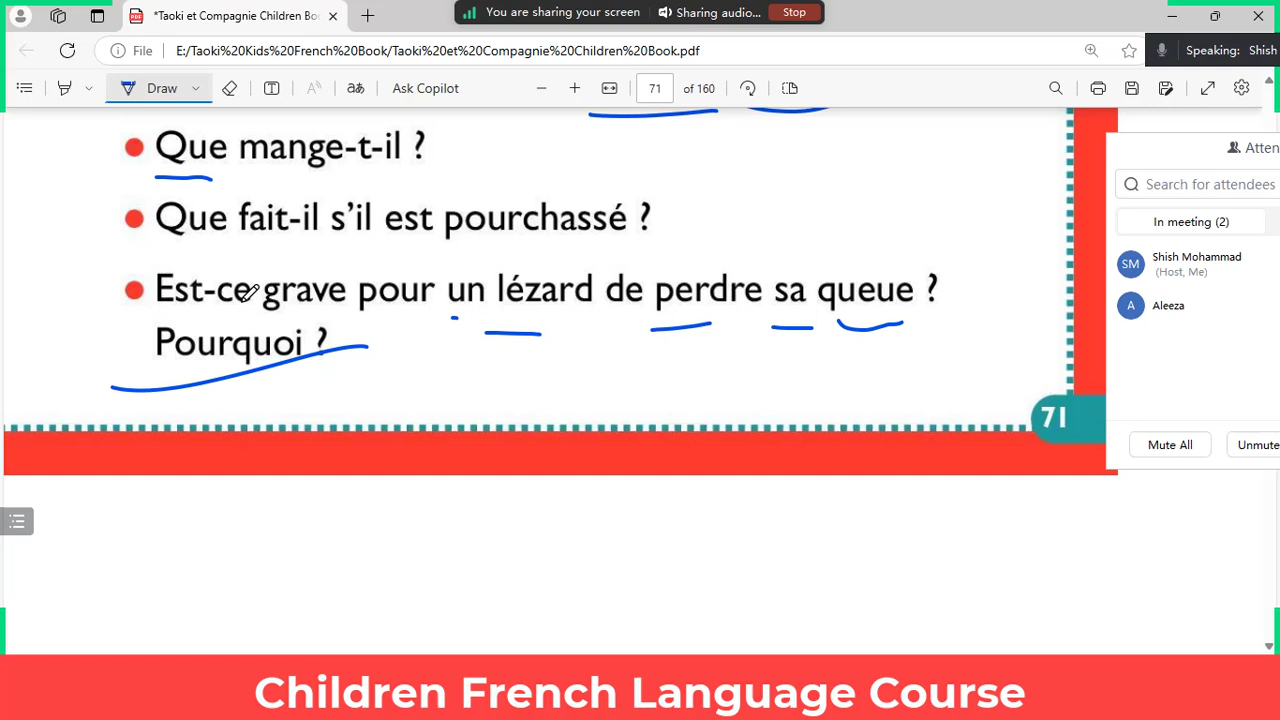 *Taoki et Compagnie Children Bo
You are sharing your screen
Sharing audio...
Stop
File
E:/Taoki%20Kids%20French%20Book/Taoki%20et%20Compagnie%20Children%20Book.pdf
Speaking: Shish
Draw
Ask Copilot
71
of 160
Que mange-t-il ?
Que fait-il s'il est pourchassé ?
Est-ce grave pour un lézard de perdre sa queue ?
Pourquoi ?
71
Atten
Search for attendees
In meeting (2)
SM
Shish Mohammad
(Host, Me)
A
Aleeza
Mute All
Unmute
Children French Language Course